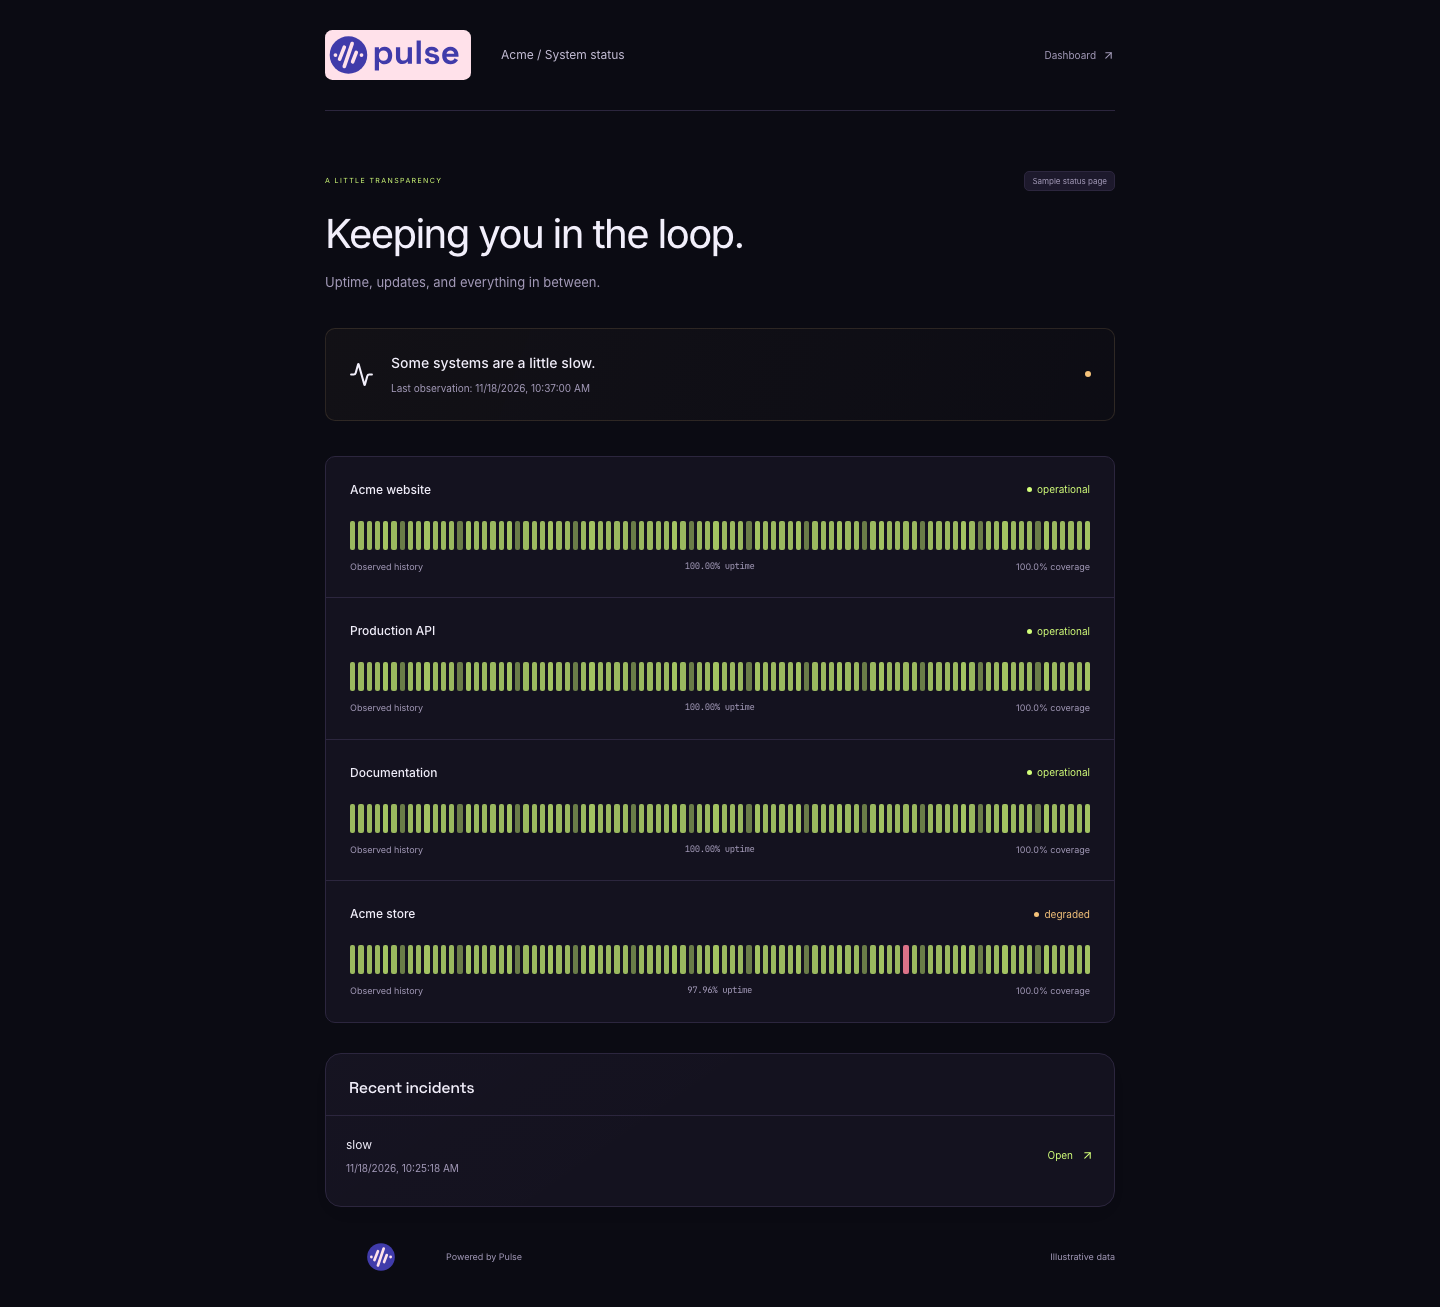 pulse
Acme / System status
Dashboard
A LITTLE TRANSPARENCY
Sample status page
Keeping you in the loop.
Uptime, updates, and everything in between.
Some systems are a little slow.
Last observation: 11/18/2026, 10:37:00 AM
Acme website
operational
Observed history
100.00% uptime
100.0% coverage
Production API
operational
Observed history
100.00% uptime
100.0% coverage
Documentation
operational
Observed history
100.00% uptime
100.0% coverage
Acme store
degraded
Observed history
97.96% uptime
100.0% coverage
Recent incidents
slow
11/18/2026, 10:25:18 AM
Open
Powered by Pulse
Illustrative data